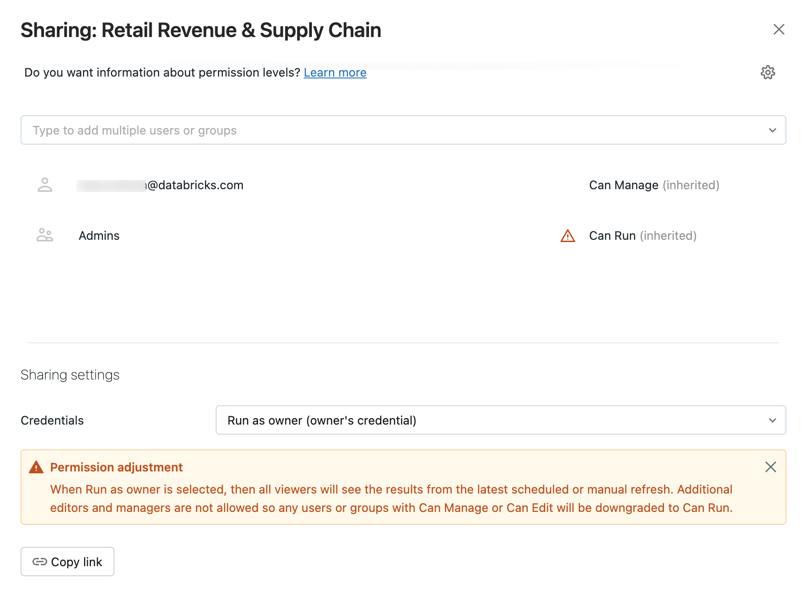 Sharing: Retail Revenue & Supply Chain
Do you want information about permission levels? Learn more
Type to add multiple users or groups
@databricks.com Can Manage (inherited)
Admins Can Run (inherited)
Sharing settings
Credentials Run as owner (owner's credential)
Permission adjustment
When Run as owner is selected, then all viewers will see the results from the latest scheduled or manual refresh. Additional
editors and managers are not allowed so any users or groups with Can Manage or Can Edit will be downgraded to Can Run.
Copy link